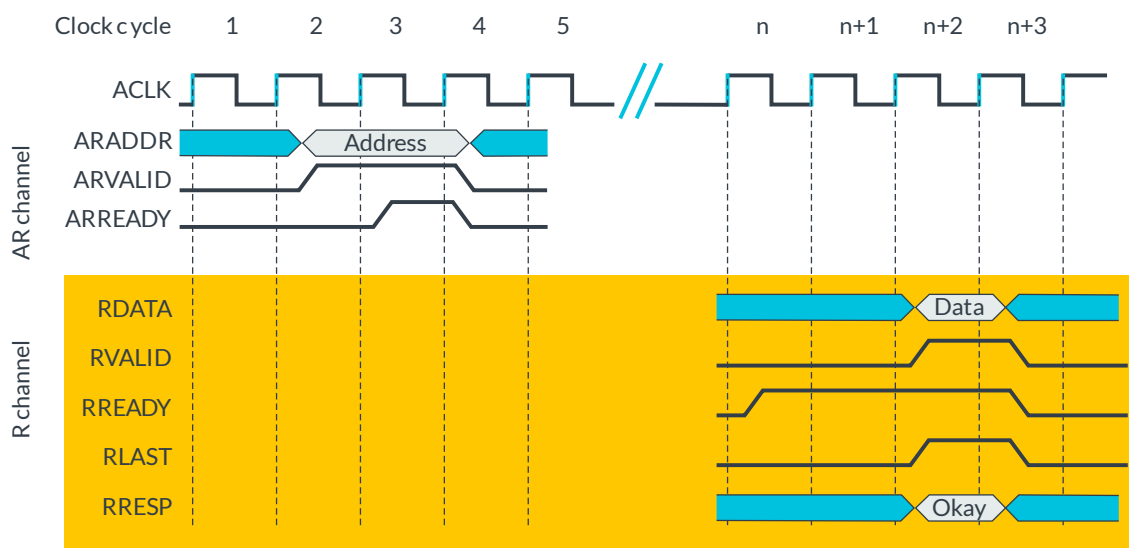 Clock cycle 1 2 3 4 5 n n+1 n+2 n+3
ACLK
AR channel
ARADDR Address
ARVALID
ARREADY
R channel
RDATA Data
RVALID
RREADY
RLAST
RRESP Okay